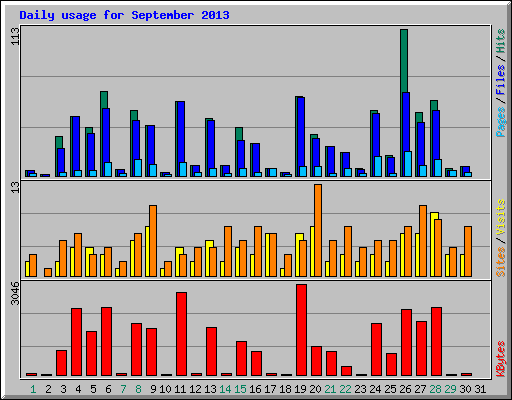 Daily usage for September 2013
113
13
3046
Pages / Files / Hits
Sites / Visits
KBytes
1 2 3 4 5 6 7 8 9 10 11 12 13 14 15 16 17 18 19 20 21 22 23 24 25 26 27 28 29 30 31